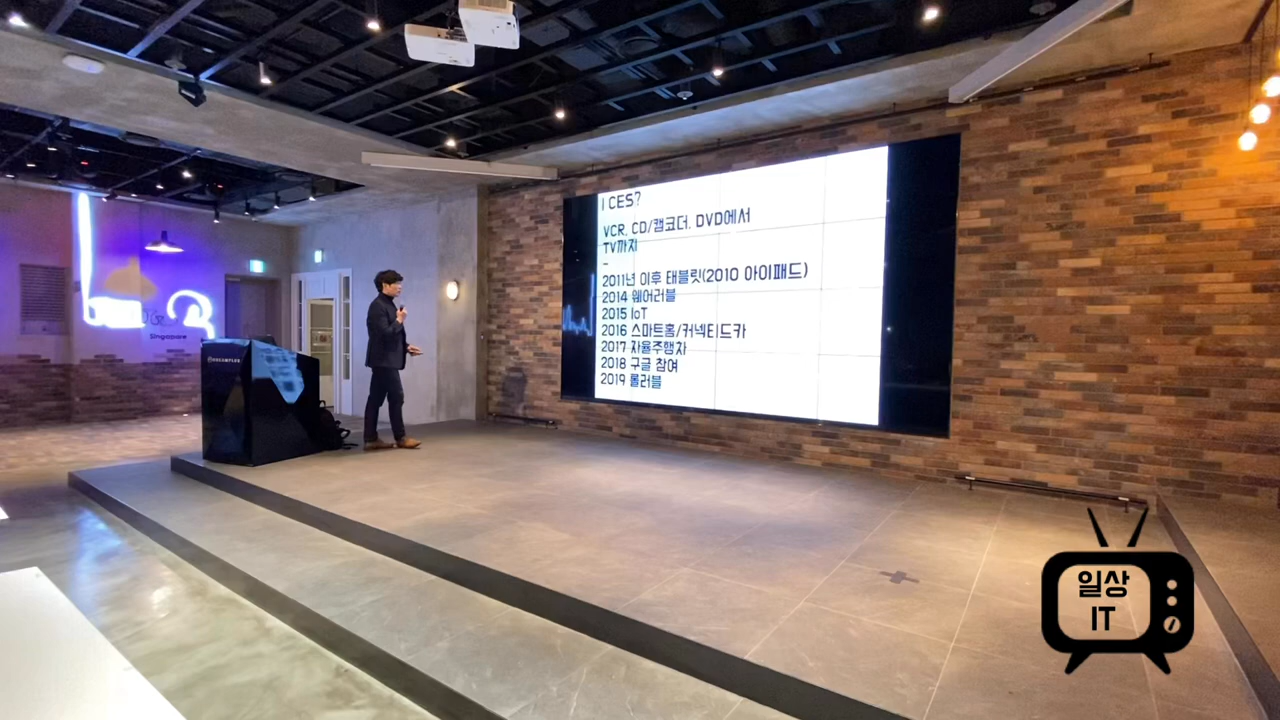 | CES?
VCR, CD/캠코더, DVD에서
TV까지
-
2011년 이후 태블릿(2010 아이패드)
2014 웨어러블
2015 IoT
2016 스마트홈/커넥티드카
2017 자율주행차
2018 구글 참여
2019 롤러블
Singapore
DREAMPLUS
일상
IT